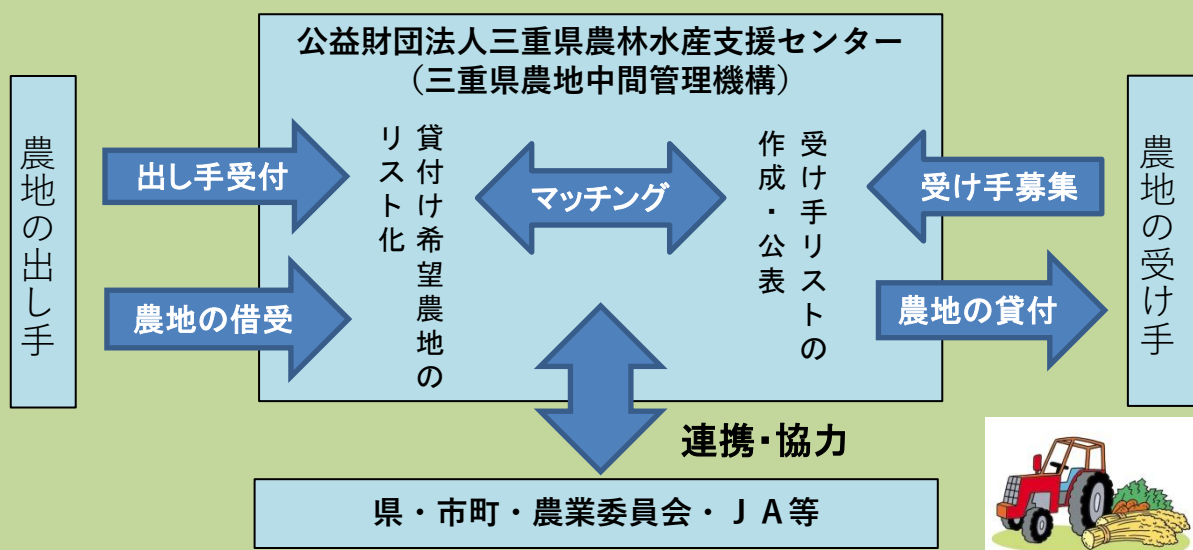 公益財団法人三重県農林水産支援センター
（三重県農地中間管理機構）
農地の出し手
出し手受付
農地の借受
貸付け希望農地の
リスト化
マッチング
受け手リストの
作成・公表
受け手募集
農地の貸付
農地の受け手
連携・協力
県・市町・農業委員会・ＪＡ等